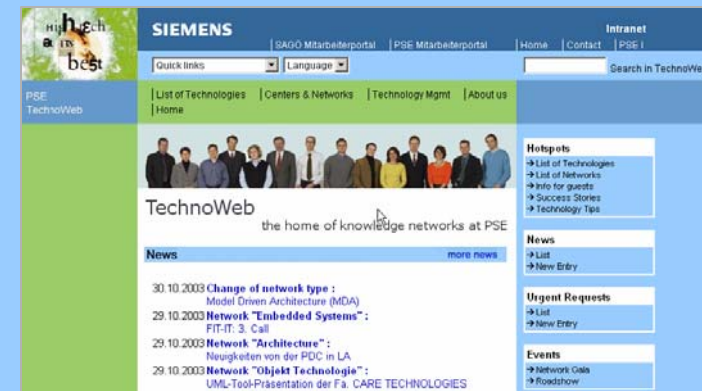 High tech
at its
best
SIEMENS
Intranet
SAGÖ Mitarbeiterportal | PSE Mitarbeiterportal | Home | Contact | PSE I
Quick links
Language
Search in TechnoWe
PSE
TechnoWeb
List of Technologies | Centers & Networks | Technology Mgmt | About us
Home
TechnoWeb
the home of knowledge networks at PSE
News more news
30.10.2003 Change of network type :
Model Driven Architecture (MDA)
29.10.2003 Network "Embedded Systems" :
FIT-IT: 3. Call
29.10.2003 Network "Architecture" :
Neuigkeiten von der PDC in LA
29.10.2003 Network "Objekt Technologie" :
UML-Tool-Präsentation der Fa. CARE TECHNOLOGIES
Hotspots
List of Technologies
List of Networks
Info for guests
Success Stories
Technology Tips
News
List
New Entry
Urgent Requests
List
New Entry
Events
Network Gala
Roadshow